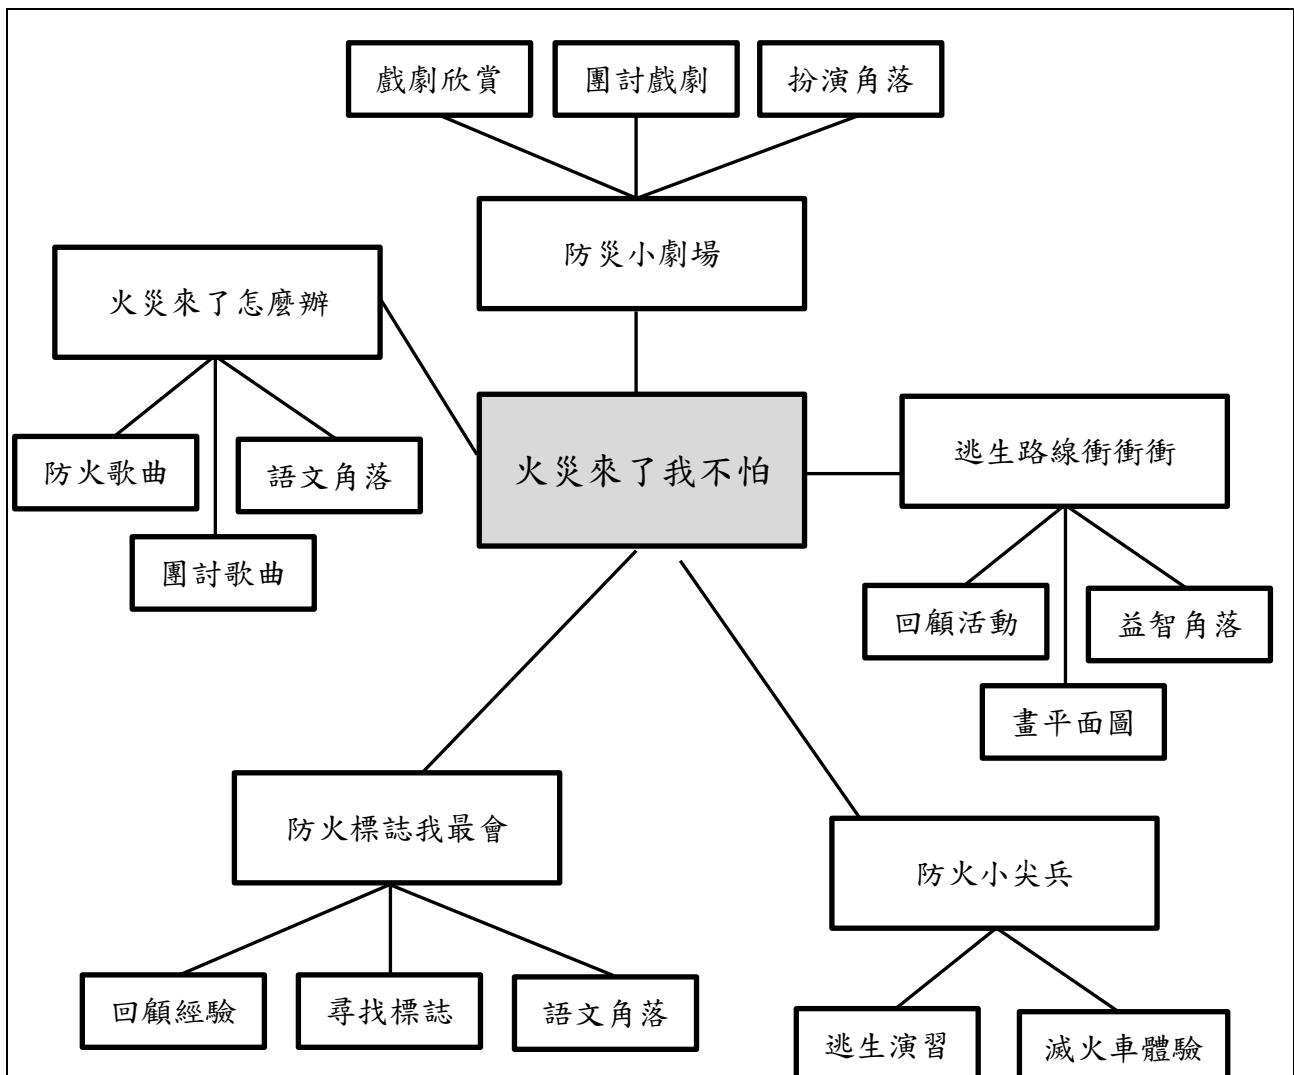 戲劇欣賞
團討戲劇
扮演角落
防災小劇場
火災來了怎麼辦
防火歌曲
語文角落
團討歌曲
火災來了我不怕
逃生路線衝衝衝
回顧活動
益智角落
畫平面圖
防火標誌我最會
回顧經驗
尋找標誌
語文角落
防火小尖兵
逃生演習
滅火車體驗